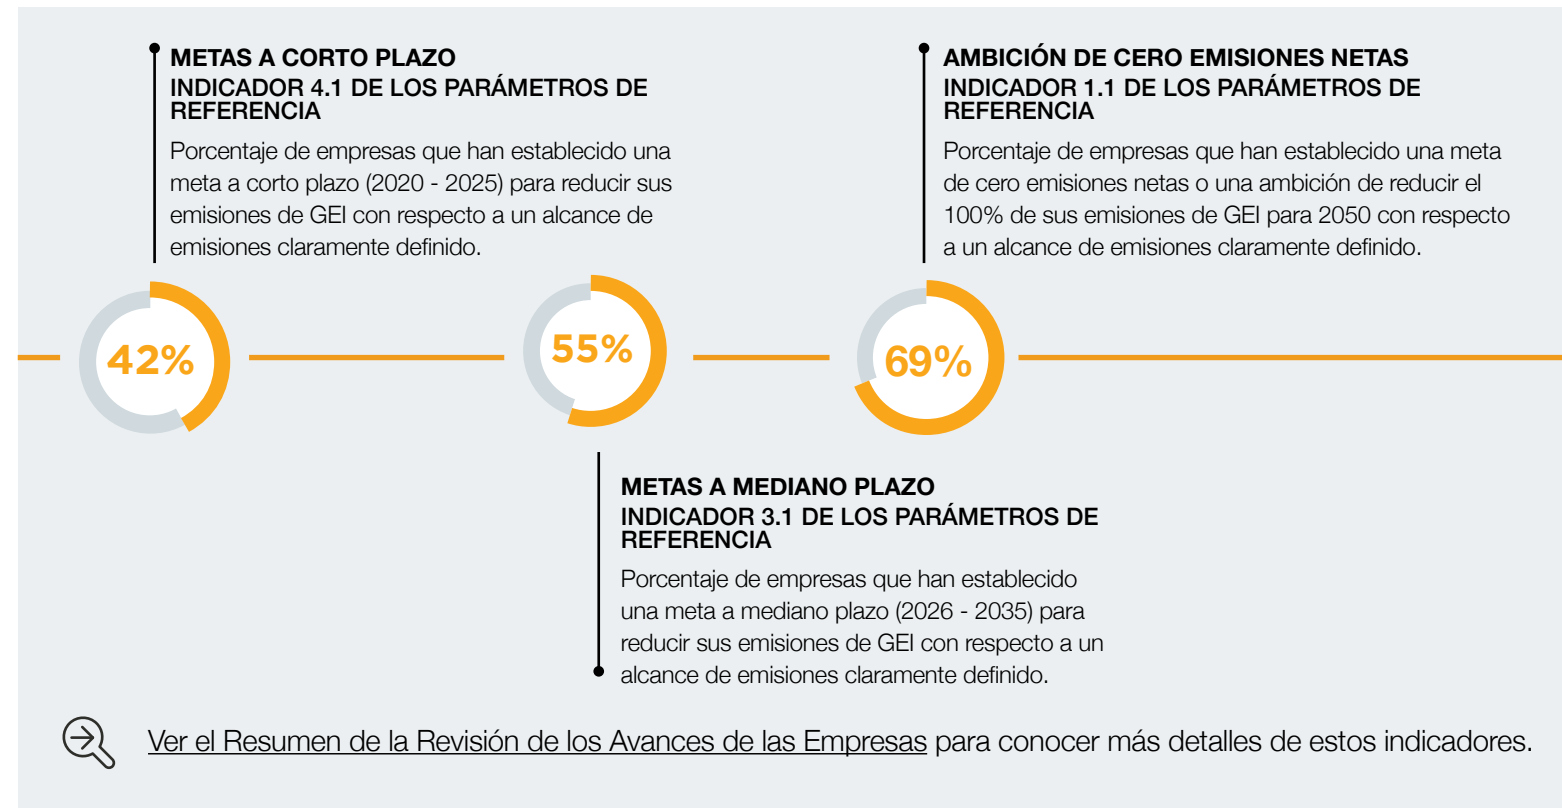 METAS A CORTO PLAZO
INDICADOR 4.1 DE LOS PARÁMETROS DE
REFERENCIA
Porcentaje de empresas que han establecido una
meta a corto plazo (2020 - 2025) para reducir sus
emisiones de GEI con respecto a un alcance de
emisiones claramente definido.
AMBICIÓN DE CERO EMISIONES NETAS
INDICADOR 1.1 DE LOS PARÁMETROS DE
REFERENCIA
Porcentaje de empresas que han establecido una meta
de cero emisiones netas o una ambición de reducir el
100% de sus emisiones de GEI para 2050 con respecto
a un alcance de emisiones claramente definido.
42%
55%
69%
METAS A MEDIANO PLAZO
INDICADOR 3.1 DE LOS PARÁMETROS DE
REFERENCIA
Porcentaje de empresas que han establecido
una meta a mediano plazo (2026 - 2035) para
reducir sus emisiones de GEI con respecto a un
alcance de emisiones claramente definido.
Ver el Resumen de la Revisión de los Avances de las Empresas para conocer más detalles de estos indicadores.